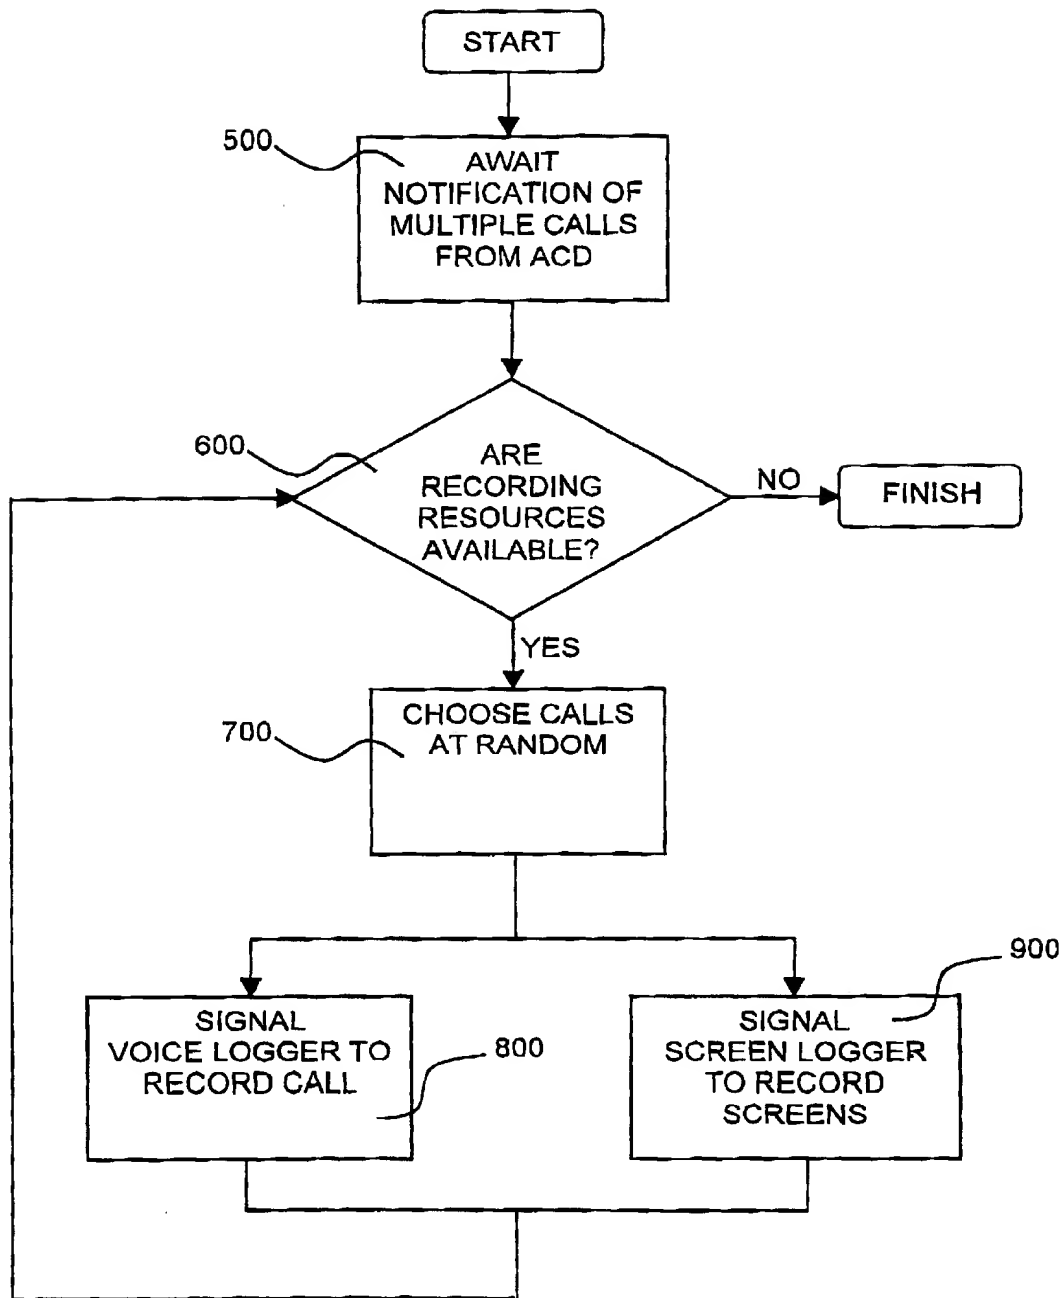 START
500
AWAIT
NOTIFICATION OF
MULTIPLE CALLS
FROM ACD
600
ARE
RECORDING
RESOURCES
AVAILABLE?
NO
FINISH
YES
700
CHOOSE CALLS
AT RANDOM
900
SIGNAL
VOICE LOGGER TO
RECORD CALL
800
SIGNAL
SCREEN LOGGER
TO RECORD
SCREENS